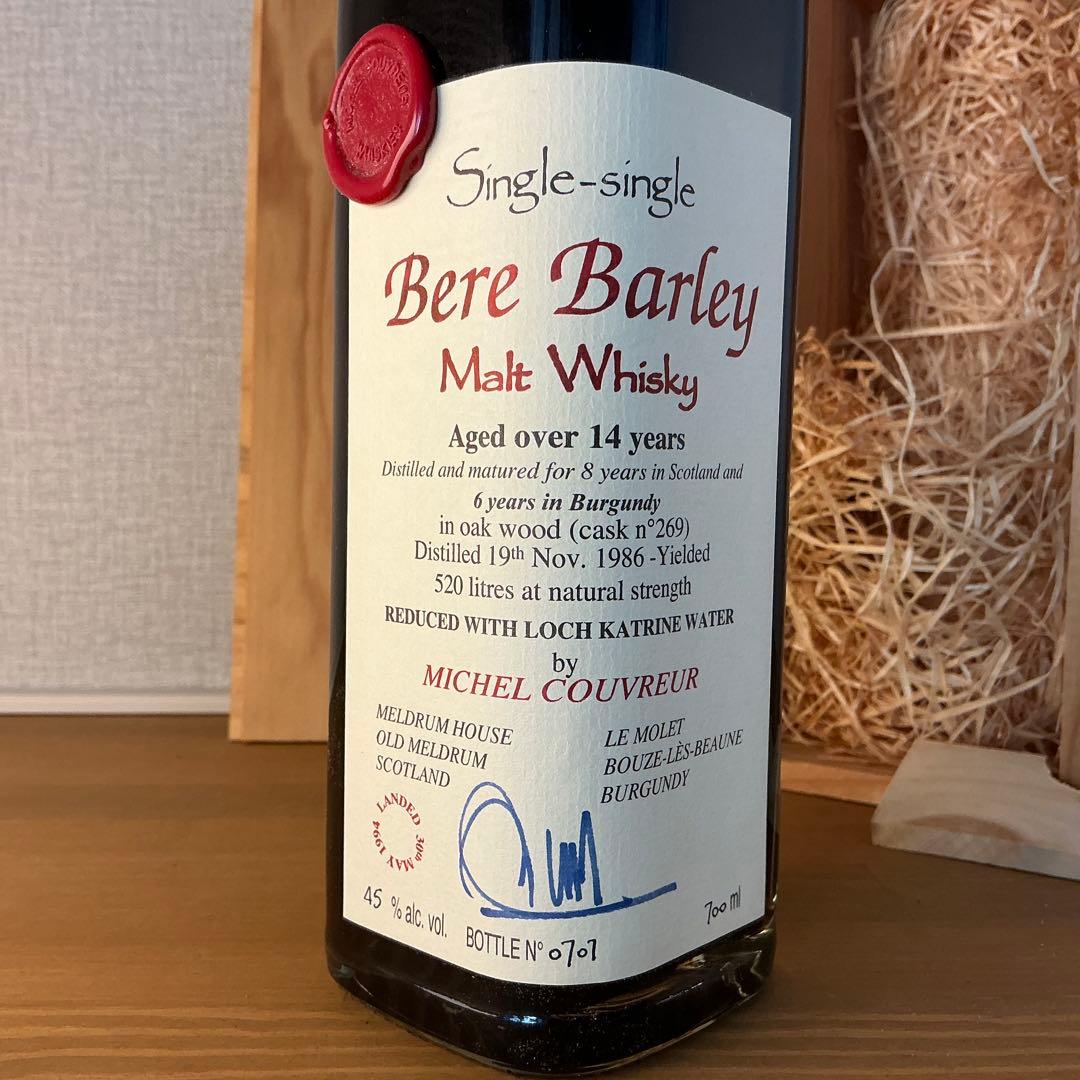 Single-single
Bere Barley
Malt Whisky
Aged over 14 years
Distilled and matured for 8 years in Scotland and
6 years in Burgundy
in oak wood (cask n°269)
Distilled 19th Nov. 1986 -Yielded
520 litres at natural strength
REDUCED WITH LOCH KATRINE WATER
by
MICHEL COUVREUR
MELDRUM HOUSE
OLD MELDRUM
SCOTLAND
LE MOLET
BOUZE-LÈS-BEAUNE
BURGUNDY
LANDED 30th MAY 1994
45 % alc. vol.
BOTTLE N° 0707
700 ml